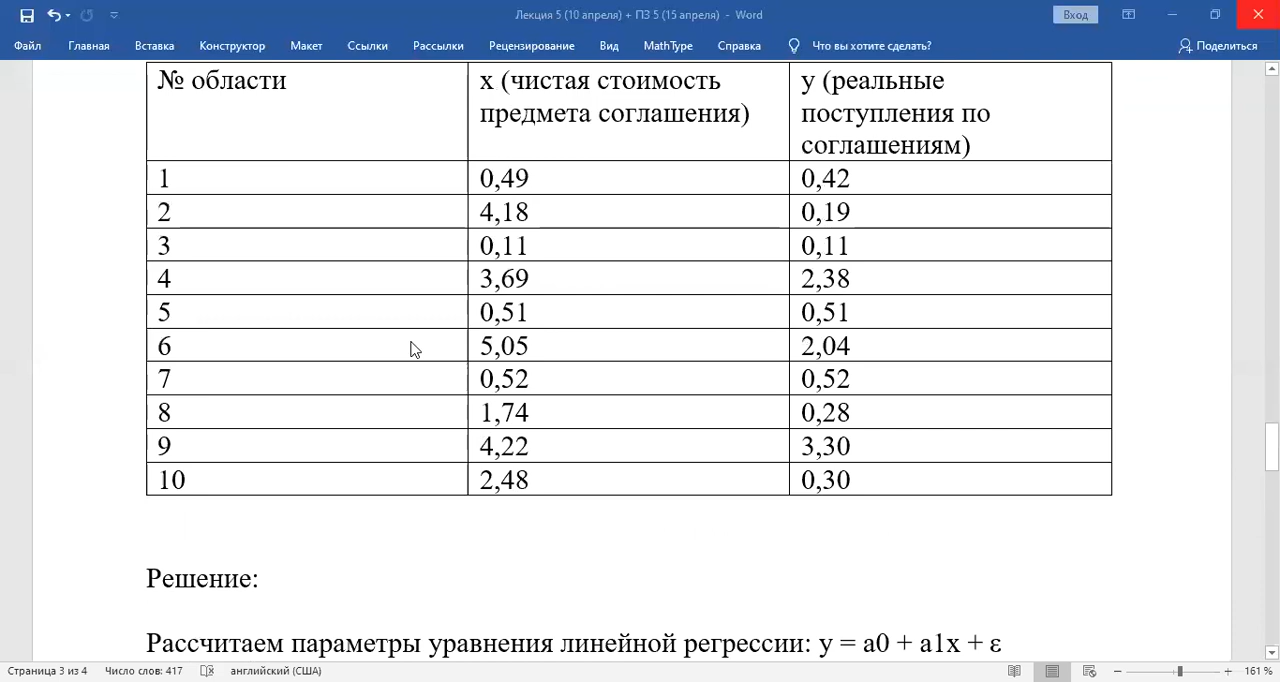 Лекция 5 (10 апреля) + ПЗ 5 (15 апреля) - Word
Вход
Файл Главная Вставка Конструктор Макет Ссылки Рассылки Рецензирование Вид MathType Справка Что вы хотите сделать? Поделиться
№ области
x (чистая стоимость
предмета соглашения)
y (реальные
поступления по
соглашениям)
1 0,49 0,42
2 4,18 0,19
3 0,11 0,11
4 3,69 2,38
5 0,51 0,51
6 5,05 2,04
7 0,52 0,52
8 1,74 0,28
9 4,22 3,30
10 2,48 0,30
Решение:
Рассчитаем параметры уравнения линейной регрессии: y = a0 + a1x + ε
Страница 3 из 4 Число слов: 417 английский (США) 161 %